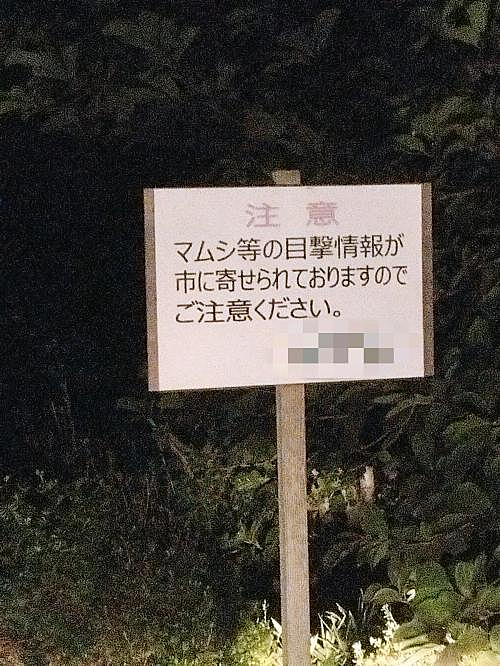 注意
マムシ等の目撃情報が
市に寄せられておりますので
ご注意ください。